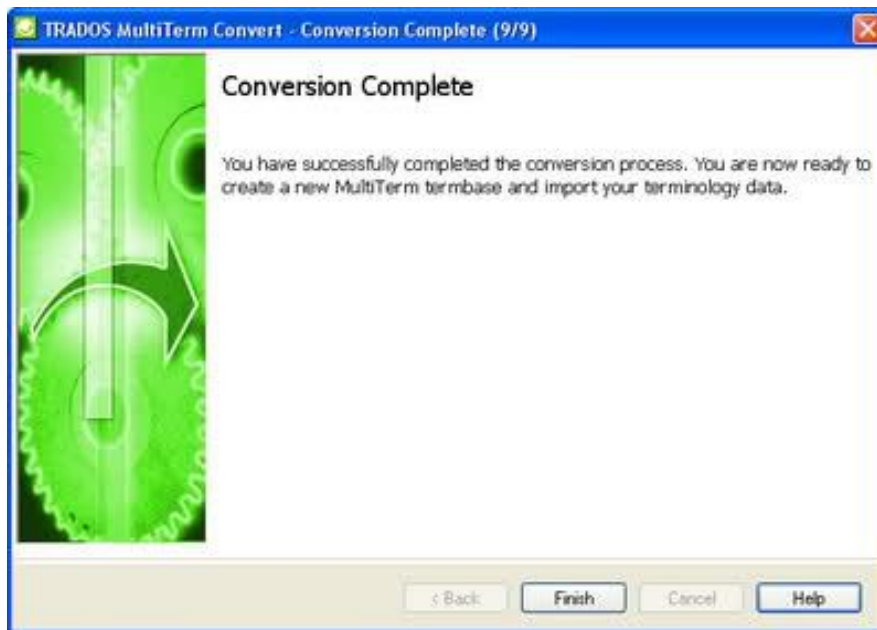 TRADOS MultiTerm Convert - Conversion Complete (9/9)
Conversion Complete
You have successfully completed the conversion process. You are now ready to
create a new MultiTerm termbase and import your terminology data.
< Back
Finish
Cancel
Help